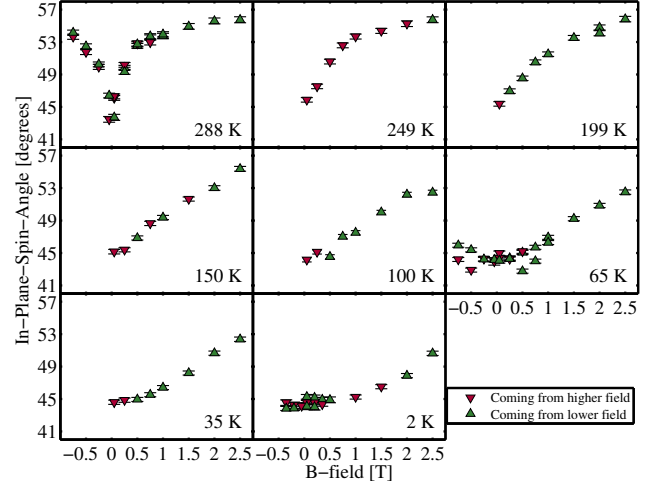 57
53
49
45
41
288 K
249 K
199 K
57
53
49
45
41
150 K
100 K
65 K
−0.5 0 0.5 1 1.5 2 2.5
57
53
49
45
41
35 K
2 K
Coming from higher field
Coming from lower field
−0.5 0 0.5 1 1.5 2 2.5
−0.5 0 0.5 1 1.5 2 2.5
In−Plane−Spin−Angle [degrees]
B−field [T]